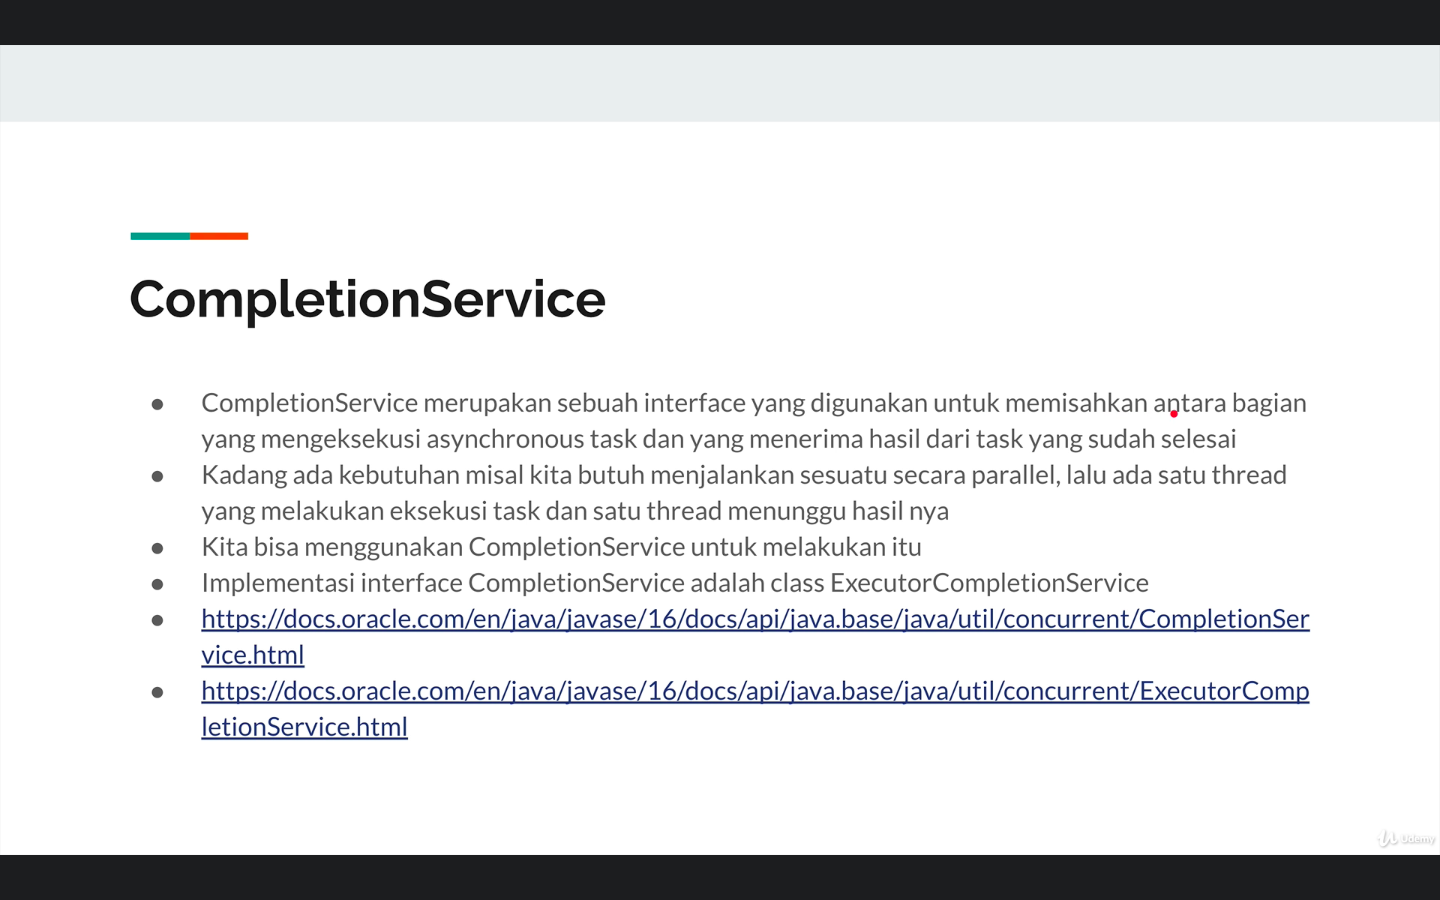 CompletionService
● CompletionService merupakan sebuah interface yang digunakan untuk memisahkan antara bagian
yang mengeksekusi asynchronous task dan yang menerima hasil dari task yang sudah selesai
● Kadang ada kebutuhan misal kita butuh menjalankan sesuatu secara parallel, lalu ada satu thread
yang melakukan eksekusi task dan satu thread menunggu hasil nya
● Kita bisa menggunakan CompletionService untuk melakukan itu
● Implementasi interface CompletionService adalah class ExecutorCompletionService
● https://docs.oracle.com/en/java/javase/16/docs/api/java.base/java/util/concurrent/CompletionSer
vice.html
● https://docs.oracle.com/en/java/javase/16/docs/api/java.base/java/util/concurrent/ExecutorComp
letionService.html
Udemy